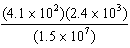 (4.1 × 10²)(2.4 × 10³)
(1.5 × 10⁷)